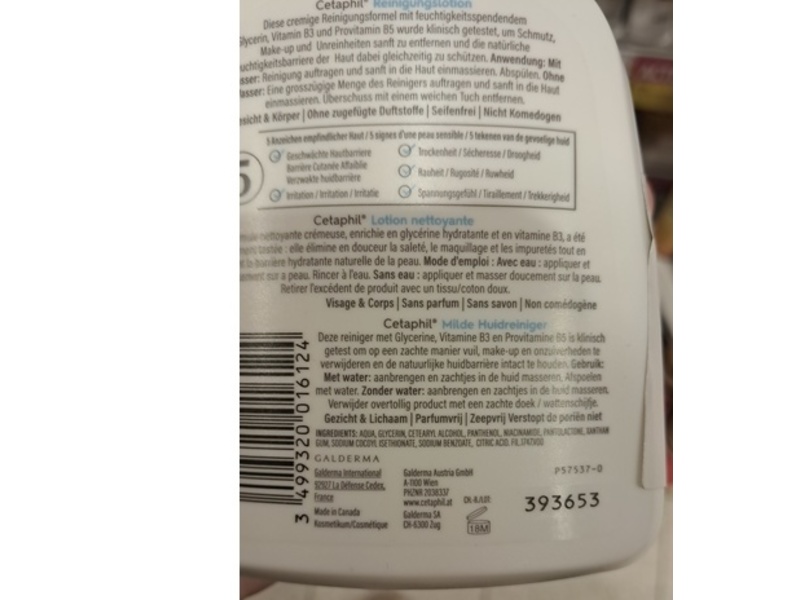 Cetaphil® Reinigungslotion
Diese cremige Reinigungsformel mit feuchtigkeitsspendendem
Glycerin, Vitamin B3 und Provitamin B5 wurde klinisch getestet, um Schmutz,
Make-up und Unreinheiten sanft zu entfernen und die natürliche
uchtigkeitsbarriere der Haut dabei gleichzeitig zu schützen. Anwendung: Mit
sser: Reinigung auftragen und sanft in die Haut einmassieren. Abspülen. Ohne
asser: Eine grosszügige Menge des Reinigers auftragen und sanft in die Haut
einmassieren. Überschuss mit einem weichen Tuch entfernen.
esicht & Körper | Ohne zugefügte Duftstoffe | Seifenfrei | Nicht Komedogen
5 Anzeichen empfindlicher Haut / 5 signes d'une peau sensible / 5 tekenen van de gevoelige huid
5
Geschwächte Hautbarriere
Barrière Cutanée Affaiblie
Verzwakte huidbarrière
Irritation / Irritation / Irritatie
Trockenheit / Sécheresse / Droogheid
Rauheit / Rugosité / Ruwheid
Spannungsgefühl / Tiraillement / Trekkerigheid
Cetaphil® Lotion nettoyante
nettoyante crémeuse, enrichie en glycérine hydratante et en vitamine B3, a été
testée : elle élimine en douceur la saleté, le maquillage et les impuretés tout en
la barrière hydratante naturelle de la peau. Mode d'emploi : Avec eau : appliquer et
sur a peau. Rincer à l'eau. Sans eau : appliquer et masser doucement sur la peau.
Retirer l'excédent de produit avec un tissu/coton doux.
Visage & Corps | Sans parfum | Sans savon | Non comédogène
Cetaphil® Milde Huidreiniger
Deze reiniger met Glycerine, Vitamine B3 en Provitamine B5 is klinisch
getest om op een zachte manier vuil, make-up en onzuiverheden te
verwijderen en de natuurlijke huidbarrière intact te houden. Gebruik:
Met water: aanbrengen en zachtjes in de huid masseren. Afspoelen
met water. Zonder water: aanbrengen en zachtjes in de huid masseren.
Verwijder overtollig product met een zachte doek / wattenschijfje.
Gezicht & Lichaam | Parfumvrij | Zeepvrij Verstopt de poriën niet
INGREDIENTS: AQUA, GLYCERIN, CETEARYL ALCOHOL, PANTHENOL, NIACINAMIDE, PANTOLACTONE, XANTHAN
GUM, SODIUM COCOYL ISETHIONATE, SODIUM BENZOATE, CITRIC ACID.
GALDERMA
Galderma International
92927 La Défense Cedex,
France
Made in Canada
Kosmetikum/Cosmétique
Galderma Austria GmbH
A-1100 Wien
PHZNR 2038337
www.cetaphil.at
Galderma SA
CH-6300 Zug
18M
P57537-0
393653
3 499320 016124